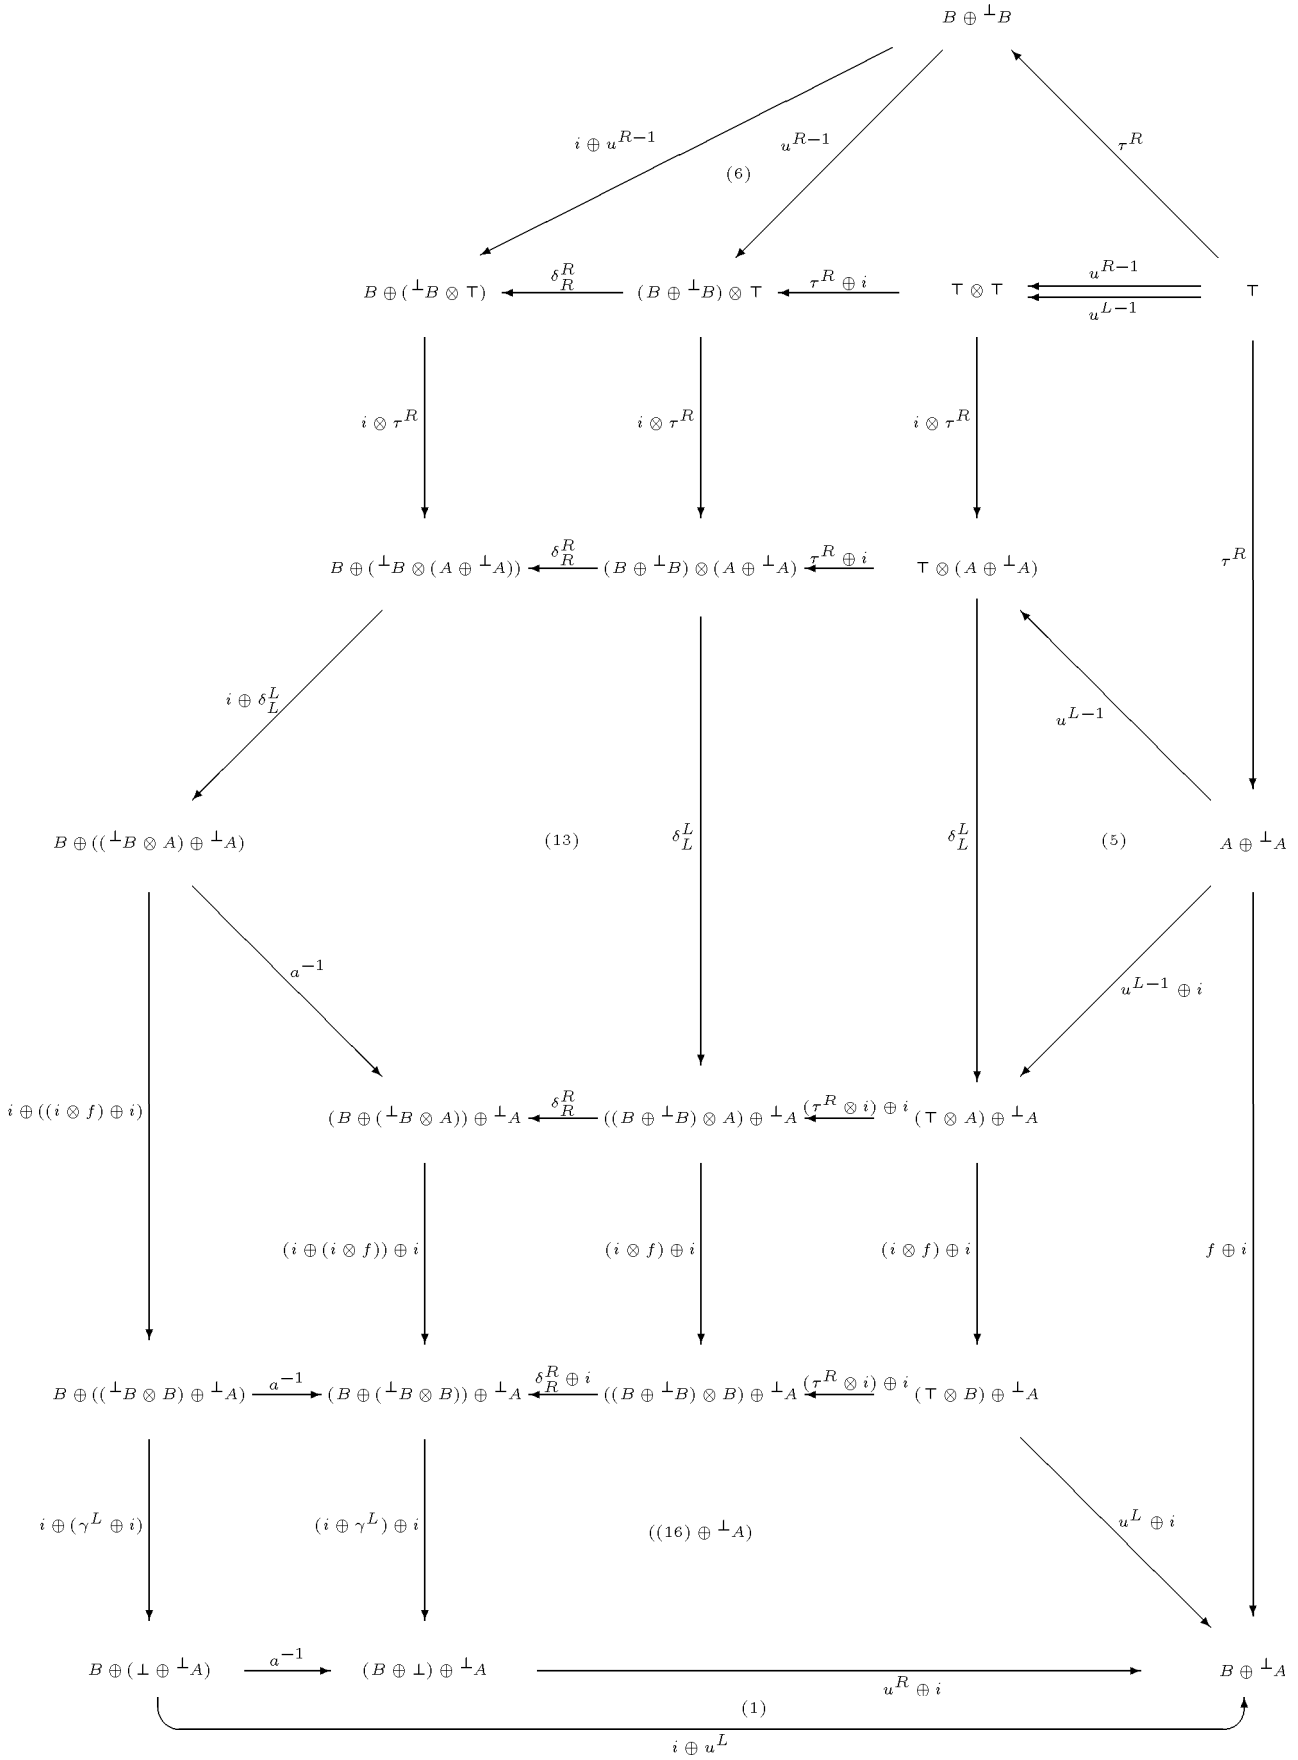 B ⊕ ⊥B
i ⊕ u^{R−1}
u^{R−1}
τ^R
(6)
B ⊕ (⊥B ⊗ ⊤)
δ^R_R
(B ⊕ ⊥B) ⊗ ⊤
τ^R ⊕ i
⊤ ⊗ ⊤
u^{R−1}
u^{L−1}
⊤
i ⊗ τ^R
i ⊗ τ^R
i ⊗ τ^R
τ^R
B ⊕ (⊥B ⊗ (A ⊕ ⊥A))
δ^R_R
(B ⊕ ⊥B) ⊗ (A ⊕ ⊥A)
τ^R ⊕ i
⊤ ⊗ (A ⊕ ⊥A)
i ⊕ δ^L_L
u^{L−1}
B ⊕ ((⊥B ⊗ A) ⊕ ⊥A)
(13)
δ^L_L
δ^L_L
(5)
A ⊕ ⊥A
a^{−1}
u^{L−1} ⊕ i
i ⊕ ((i ⊗ f) ⊕ i)
(B ⊕ (⊥B ⊗ A)) ⊕ ⊥A
δ^R_R
((B ⊕ ⊥B) ⊗ A) ⊕ ⊥A
(τ^R ⊗ i) ⊕ i
(⊤ ⊗ A) ⊕ ⊥A
(i ⊕ (i ⊗ f)) ⊕ i
(i ⊗ f) ⊕ i
(i ⊗ f) ⊕ i
f ⊕ i
B ⊕ ((⊥B ⊗ B) ⊕ ⊥A)
a^{−1}
(B ⊕ (⊥B ⊗ B)) ⊕ ⊥A
δ^R_R ⊕ i
((B ⊕ ⊥B) ⊗ B) ⊕ ⊥A
(τ^R ⊗ i) ⊕ i
(⊤ ⊗ B) ⊕ ⊥A
i ⊕ (γ^L ⊕ i)
(i ⊕ γ^L) ⊕ i
((16) ⊕ ⊥A)
u^L ⊕ i
B ⊕ (⊥ ⊕ ⊥A)
a^{−1}
(B ⊕ ⊥) ⊕ ⊥A
u^R ⊕ i
B ⊕ ⊥A
(1)
i ⊕ u^L